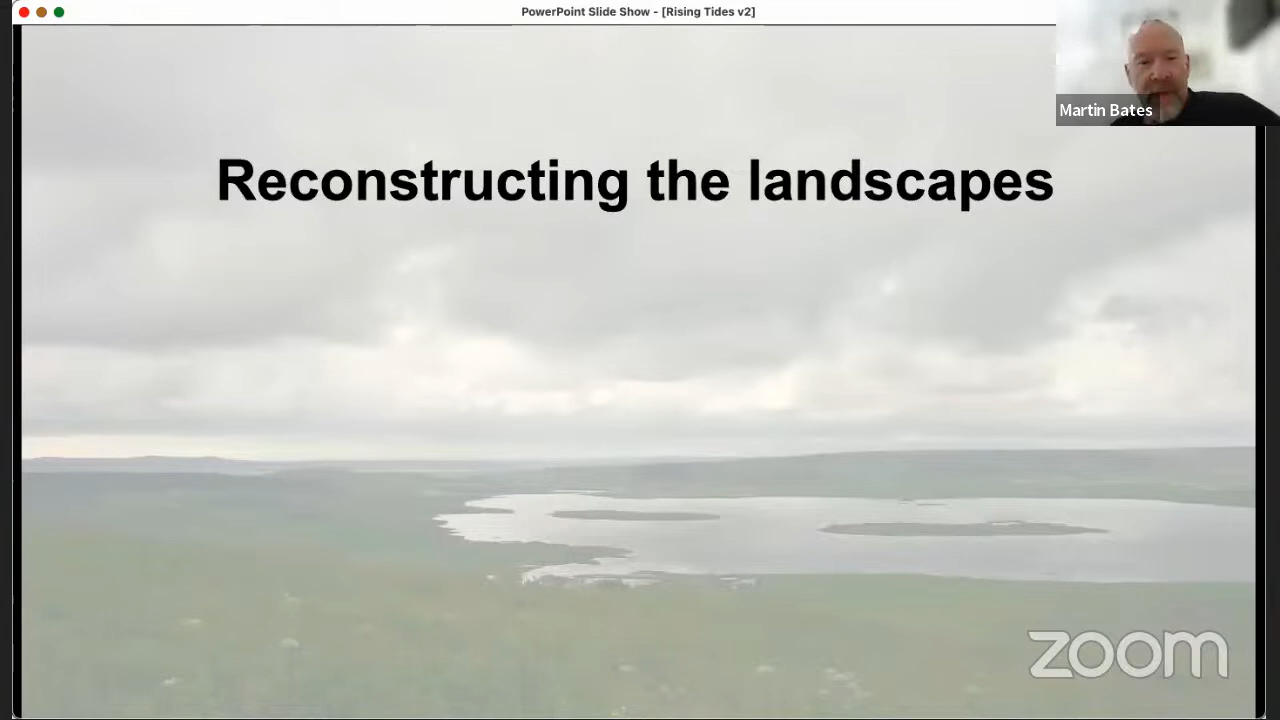 PowerPoint Slide Show - [Rising Tides v2]
Martin Bates
Reconstructing the landscapes
zoom